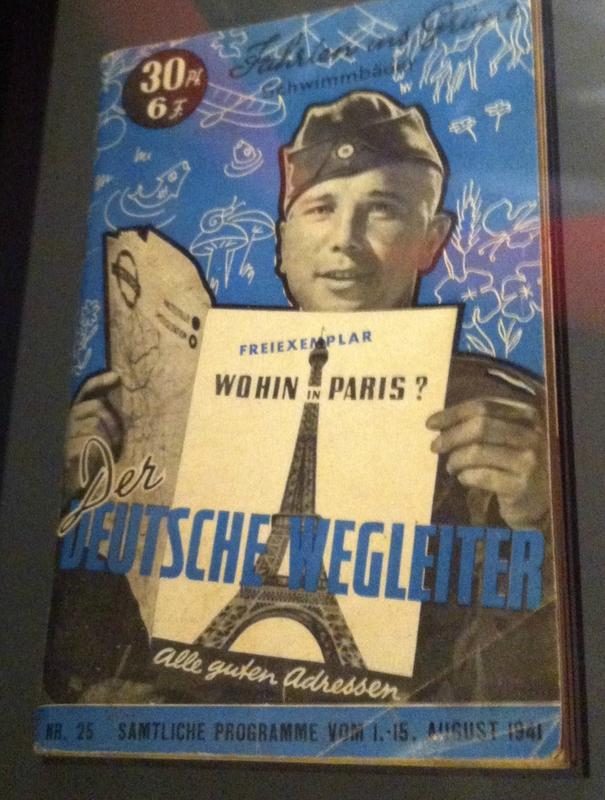 30 Pf.
6 F.
Fahrten ins Grüne
Schwimmbäder
FREIEXEMPLAR
WOHIN IN PARIS?
Der
DEUTSCHE WEGLEITER
Alle guten Adressen
NR. 25 SÄMTLICHE PROGRAMME VOM 1.-15. AUGUST 1941